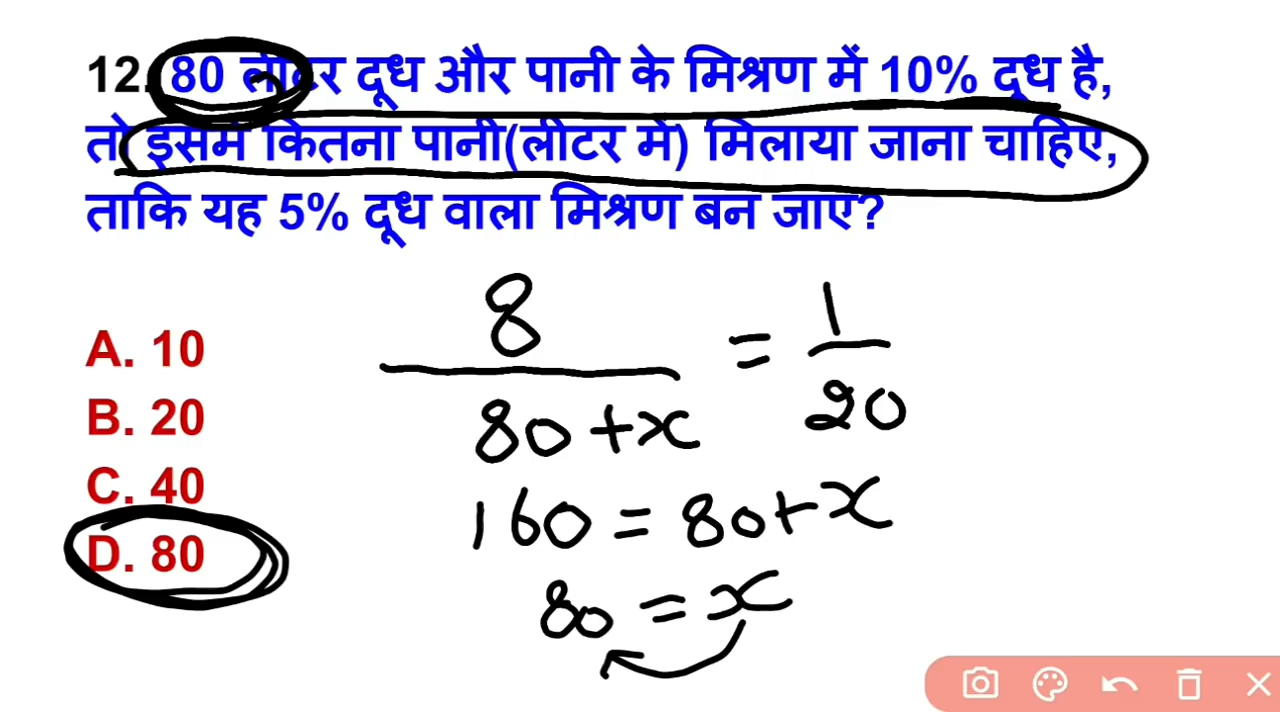 12. 80 लीटर दूध और पानी के मिश्रण में 10% दूध है,
तो इसमें कितना पानी(लीटर में) मिलाया जाना चाहिए,
ताकि यह 5% दूध वाला मिश्रण बन जाए?
A. 10
B. 20
C. 40
D. 80
8
80+x
=
1
20
160 = 80+x
80 = x